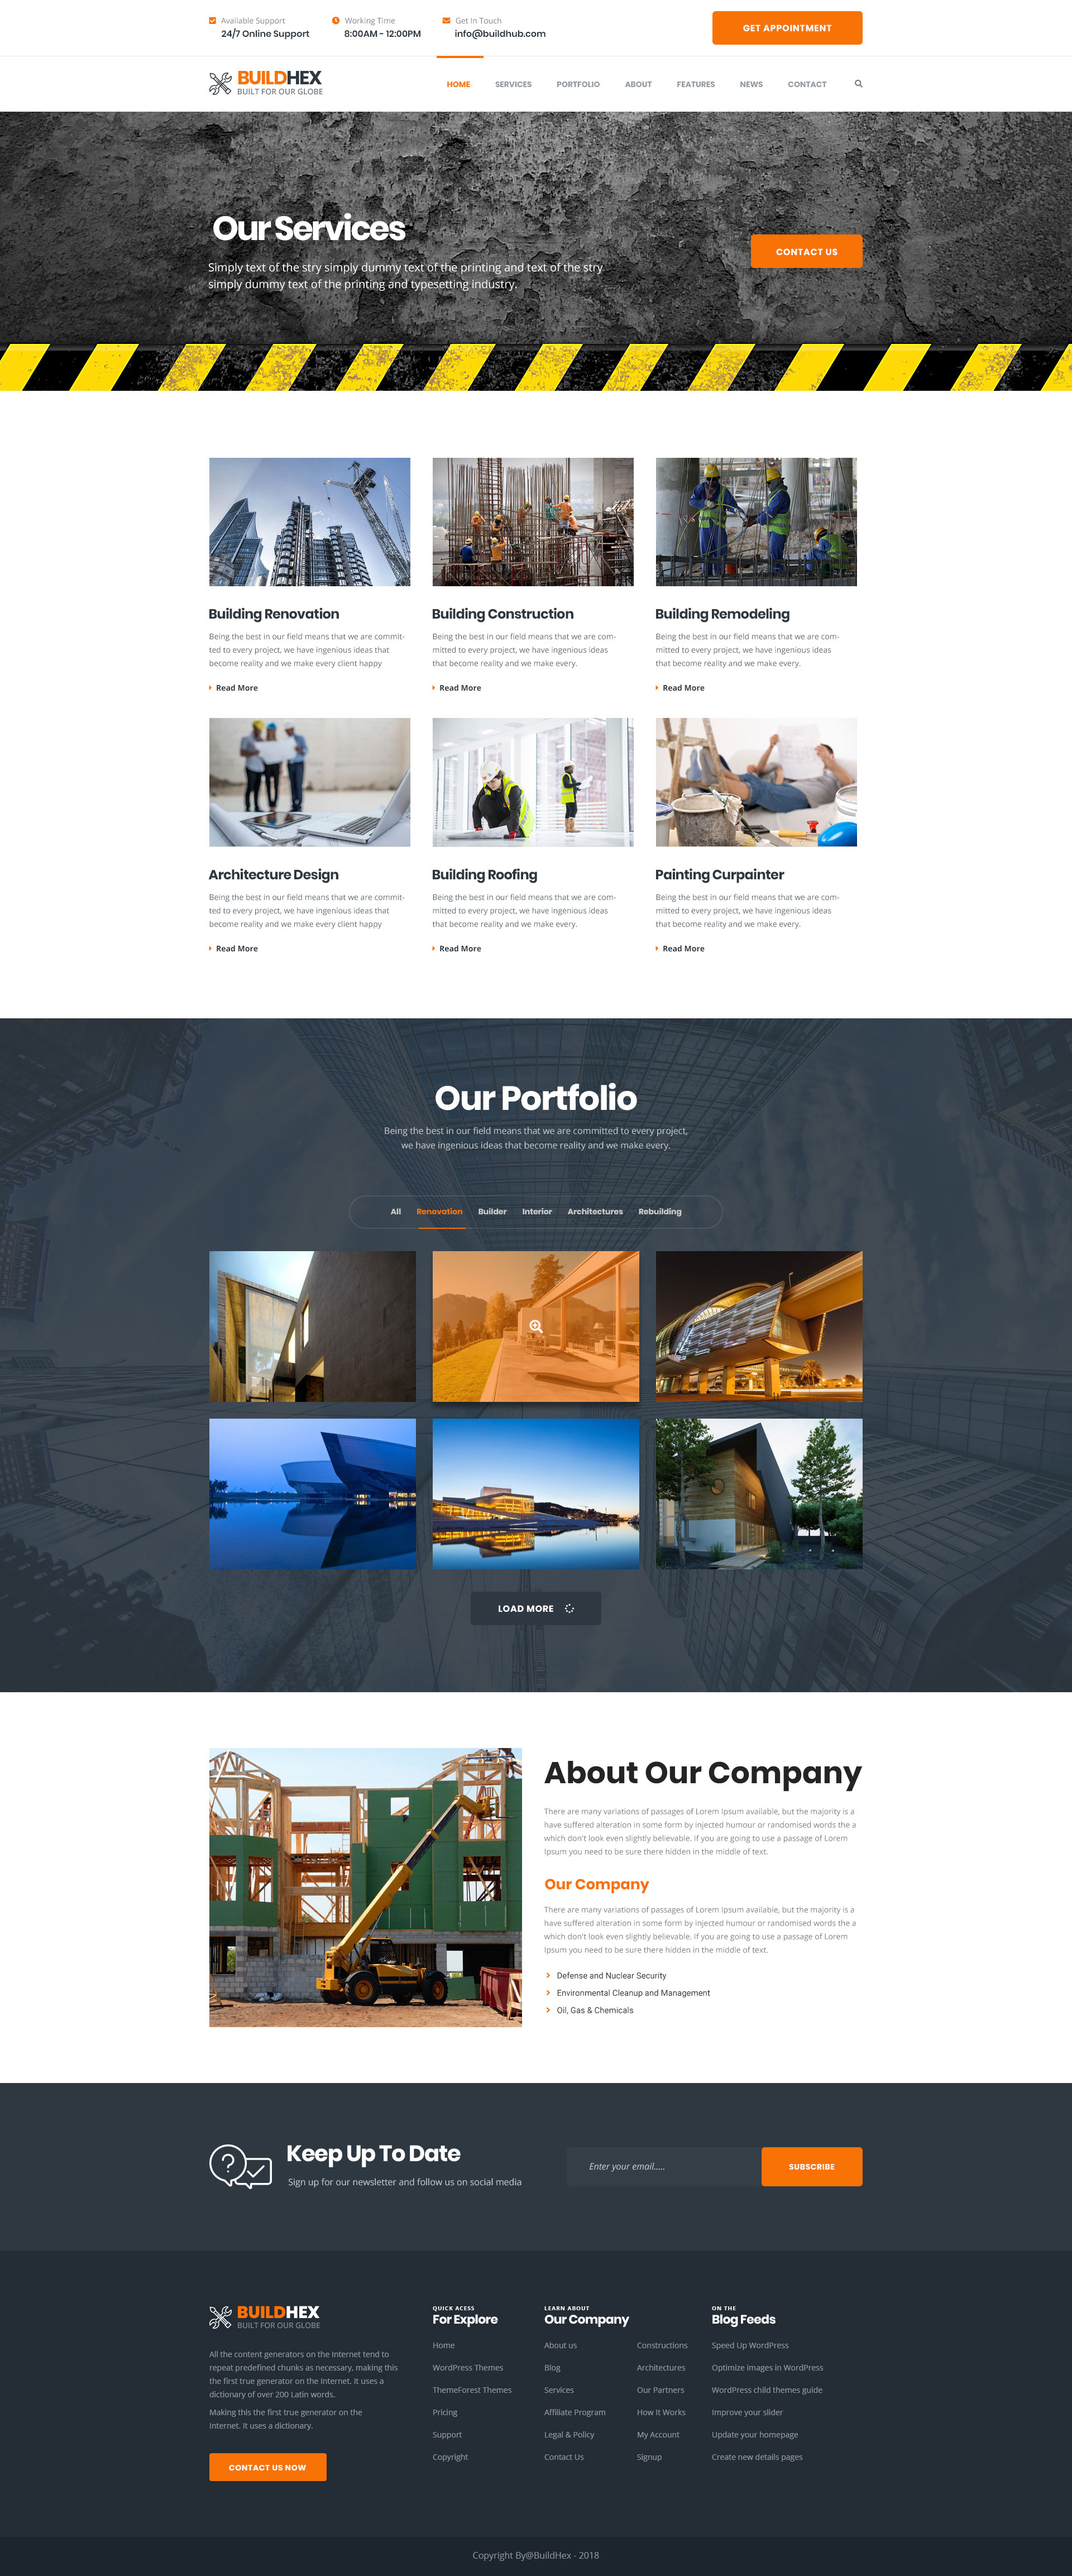 Available Support
24/7 Online Support
Working Time
8:00AM - 12:00PM
Get In Touch
info@buildhub.com
GET APPOINTMENT
BUILDHEX
BUILT FOR OUR GLOBE
HOME
SERVICES
PORTFOLIO
ABOUT
FEATURES
NEWS
CONTACT
Our Services
Simply text of the stry simply dummy text of the printing and text of the stry
simply dummy text of the printing and typesetting industry.
CONTACT US
Building Renovation
Being the best in our field means that we are commit-
ted to every project, we have ingenious ideas that
become reality and we make every client happy
Read More
Building Construction
Being the best in our field means that we are com-
mitted to every project, we have ingenious ideas
that become reality and we make every.
Read More
Building Remodeling
Being the best in our field means that we are com-
mitted to every project, we have ingenious ideas
that become reality and we make every.
Read More
Architecture Design
Being the best in our field means that we are commit-
ted to every project, we have ingenious ideas that
become reality and we make every client happy
Read More
Building Roofing
Being the best in our field means that we are com-
mitted to every project, we have ingenious ideas
that become reality and we make every.
Read More
Painting Curpainter
Being the best in our field means that we are com-
mitted to every project, we have ingenious ideas
that become reality and we make every.
Read More
Our Portfolio
Being the best in our field means that we are committed to every project,
we have ingenious ideas that become reality and we make every.
All
Renovation
Builder
Interior
Architectures
Rebuilding
LOAD MORE
About Our Company
There are many variations of passages of Lorem Ipsum available, but the majority is a
have suffered alteration in some form by injected humour or randomised words the a
which don't look even slightly believable. If you are going to use a passage of Lorem
Ipsum you need to be sure there hidden in the middle of text.
Our Company
There are many variations of passages of Lorem Ipsum available, but the majority is a
have suffered alteration in some form by injected humour or randomised words the a
which don't look even slightly believable. If you are going to use a passage of Lorem
Ipsum you need to be sure there hidden in the middle of text.
Defense and Nuclear Security
Environmental Cleanup and Management
Oil, Gas & Chemicals
Keep Up To Date
Sign up for our newsletter and follow us on social media
Enter your email.....
SUBSCRIBE
BUILDHEX
BUILT FOR OUR GLOBE
All the content generators on the Internet tend to
repeat predefined chunks as necessary, making this
the first true generator on the Internet. It uses a
dictionary of over 200 Latin words.
Making this the first true generator on the
Internet. It uses a dictionary.
CONTACT US NOW
QUICK ACESS
For Explore
Home
WordPress Themes
ThemeForest Themes
Pricing
Support
Copyright
LEARN ABOUT
Our Company
About us
Blog
Services
Affiliate Program
Legal & Policy
Contact Us
Constructions
Architectures
Our Partners
How It Works
My Account
Signup
ON THE
Blog Feeds
Speed Up WordPress
Optimize images in WordPress
WordPress child themes guide
Improve your slider
Update your homepage
Create new details pages
Copyright By@BuildHex - 2018